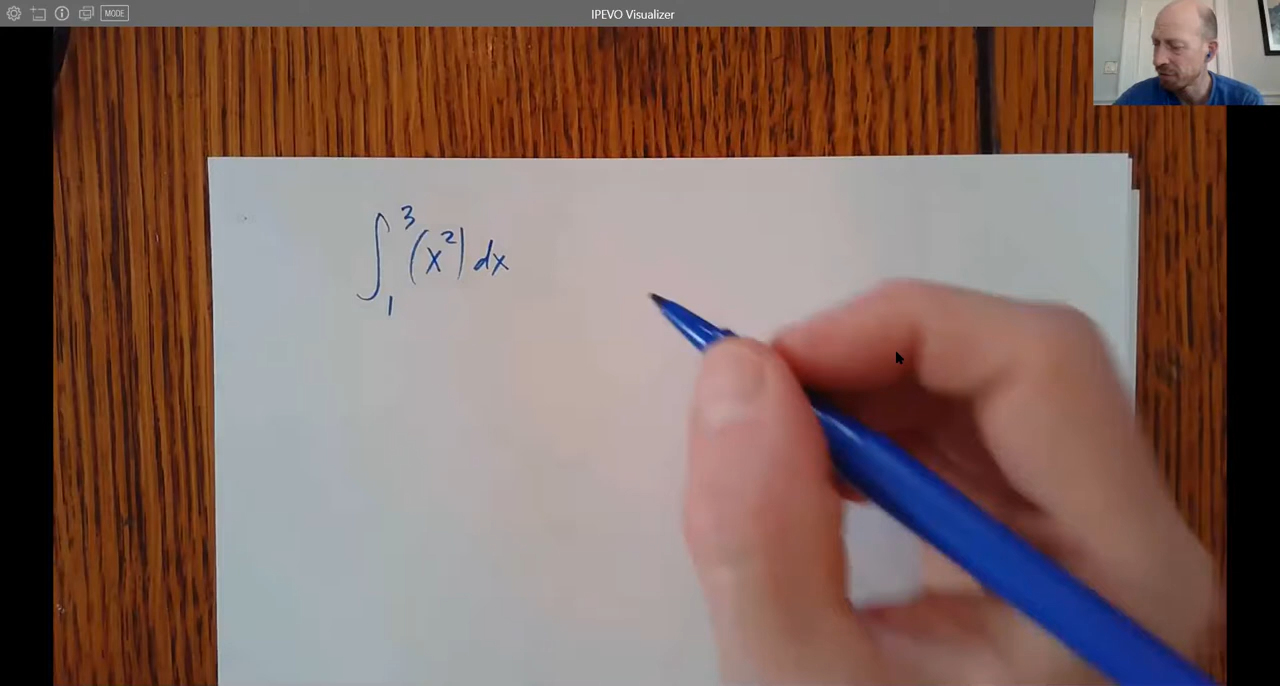 MODE
IPEVO Visualizer
∫₁³ (x²) dx